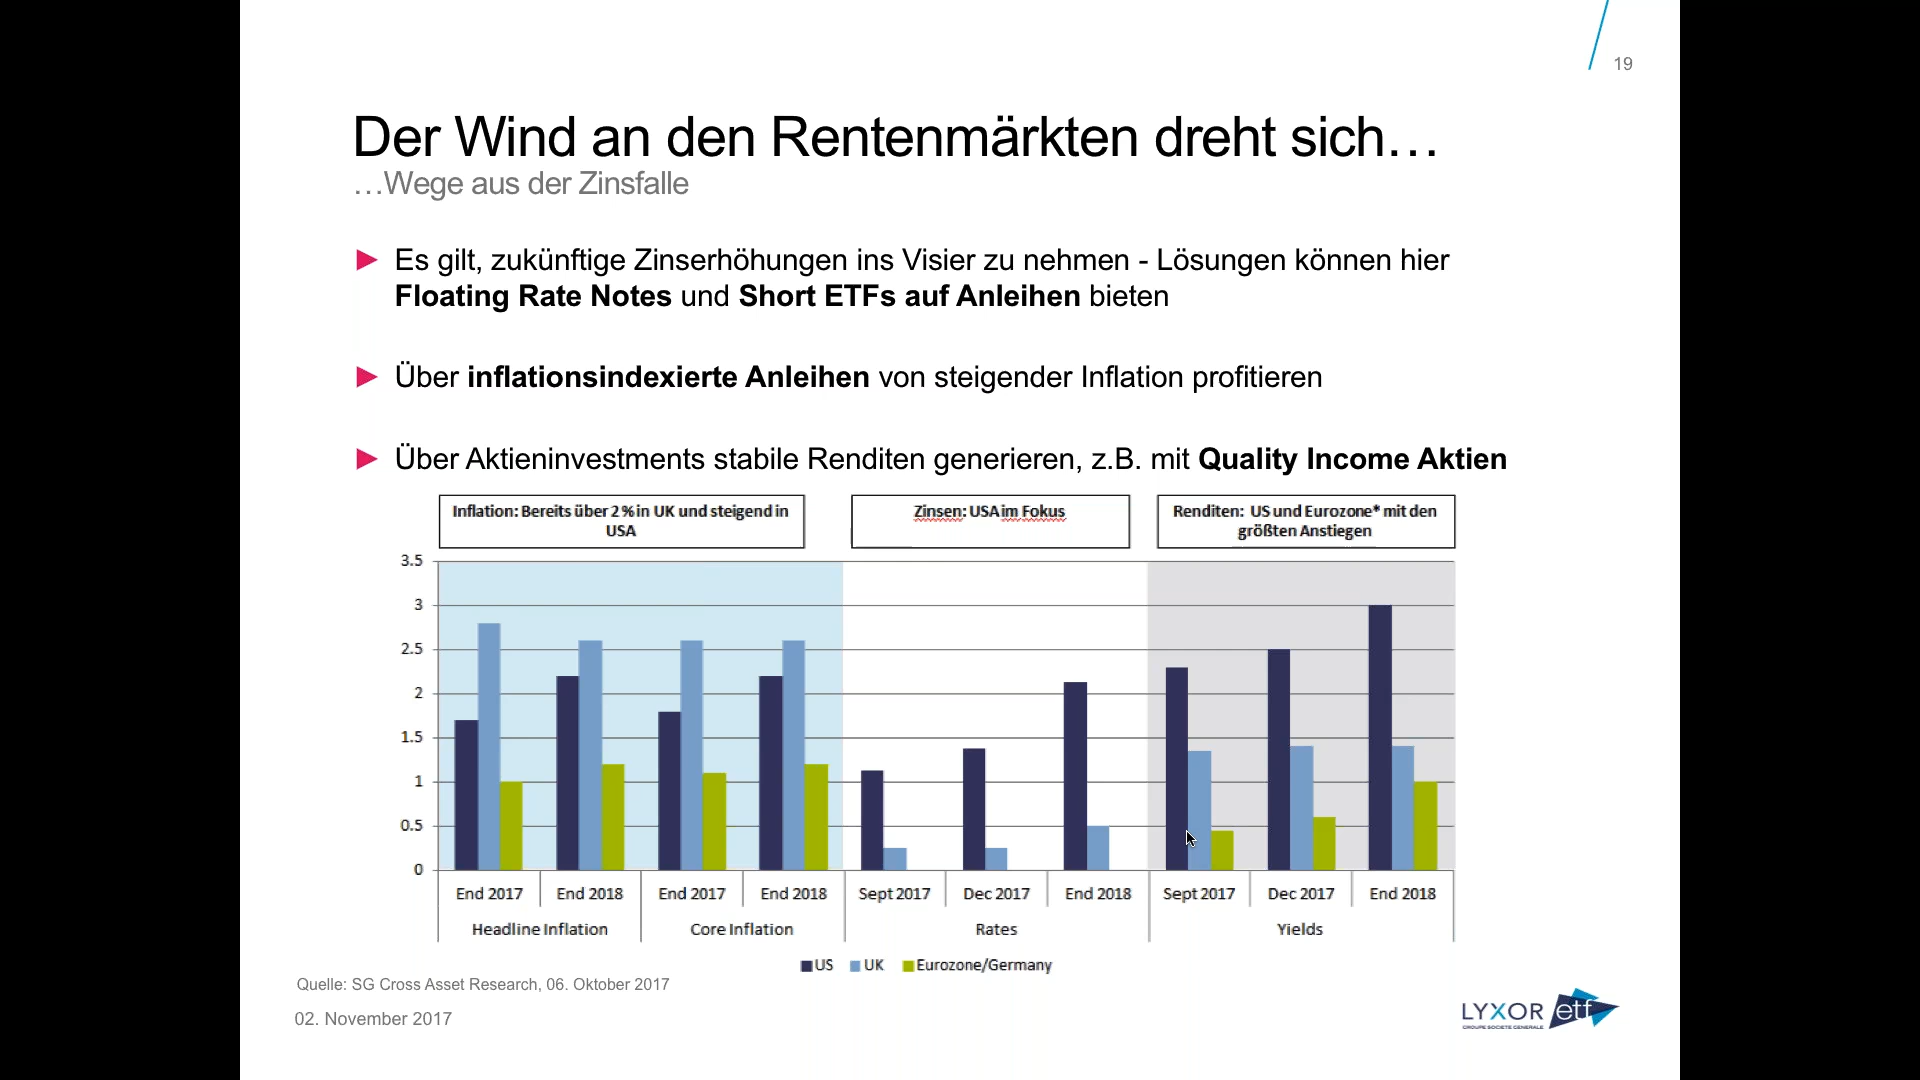 19
Der Wind an den Rentenmärkten dreht sich…
…Wege aus der Zinsfalle
► Es gilt, zukünftige Zinserhöhungen ins Visier zu nehmen - Lösungen können hier
Floating Rate Notes und Short ETFs auf Anleihen bieten
► Über inflationsindexierte Anleihen von steigender Inflation profitieren
► Über Aktieninvestments stabile Renditen generieren, z.B. mit Quality Income Aktien
Inflation: Bereits über 2 % in UK und steigend in
USA
Zinsen: USA im Fokus
Renditen: US und Eurozone* mit den
größten Anstiegen
3.5
3
2.5
2
1.5
1
0.5
0
End 2017 End 2018 End 2017 End 2018 Sept 2017 Dec 2017 End 2018 Sept 2017 Dec 2017 End 2018
Headline Inflation Core Inflation Rates Yields
US UK Eurozone/Germany
Quelle: SG Cross Asset Research, 06. Oktober 2017
02. November 2017
LYXOR etf
GROUPE SOCIETE GENERALE